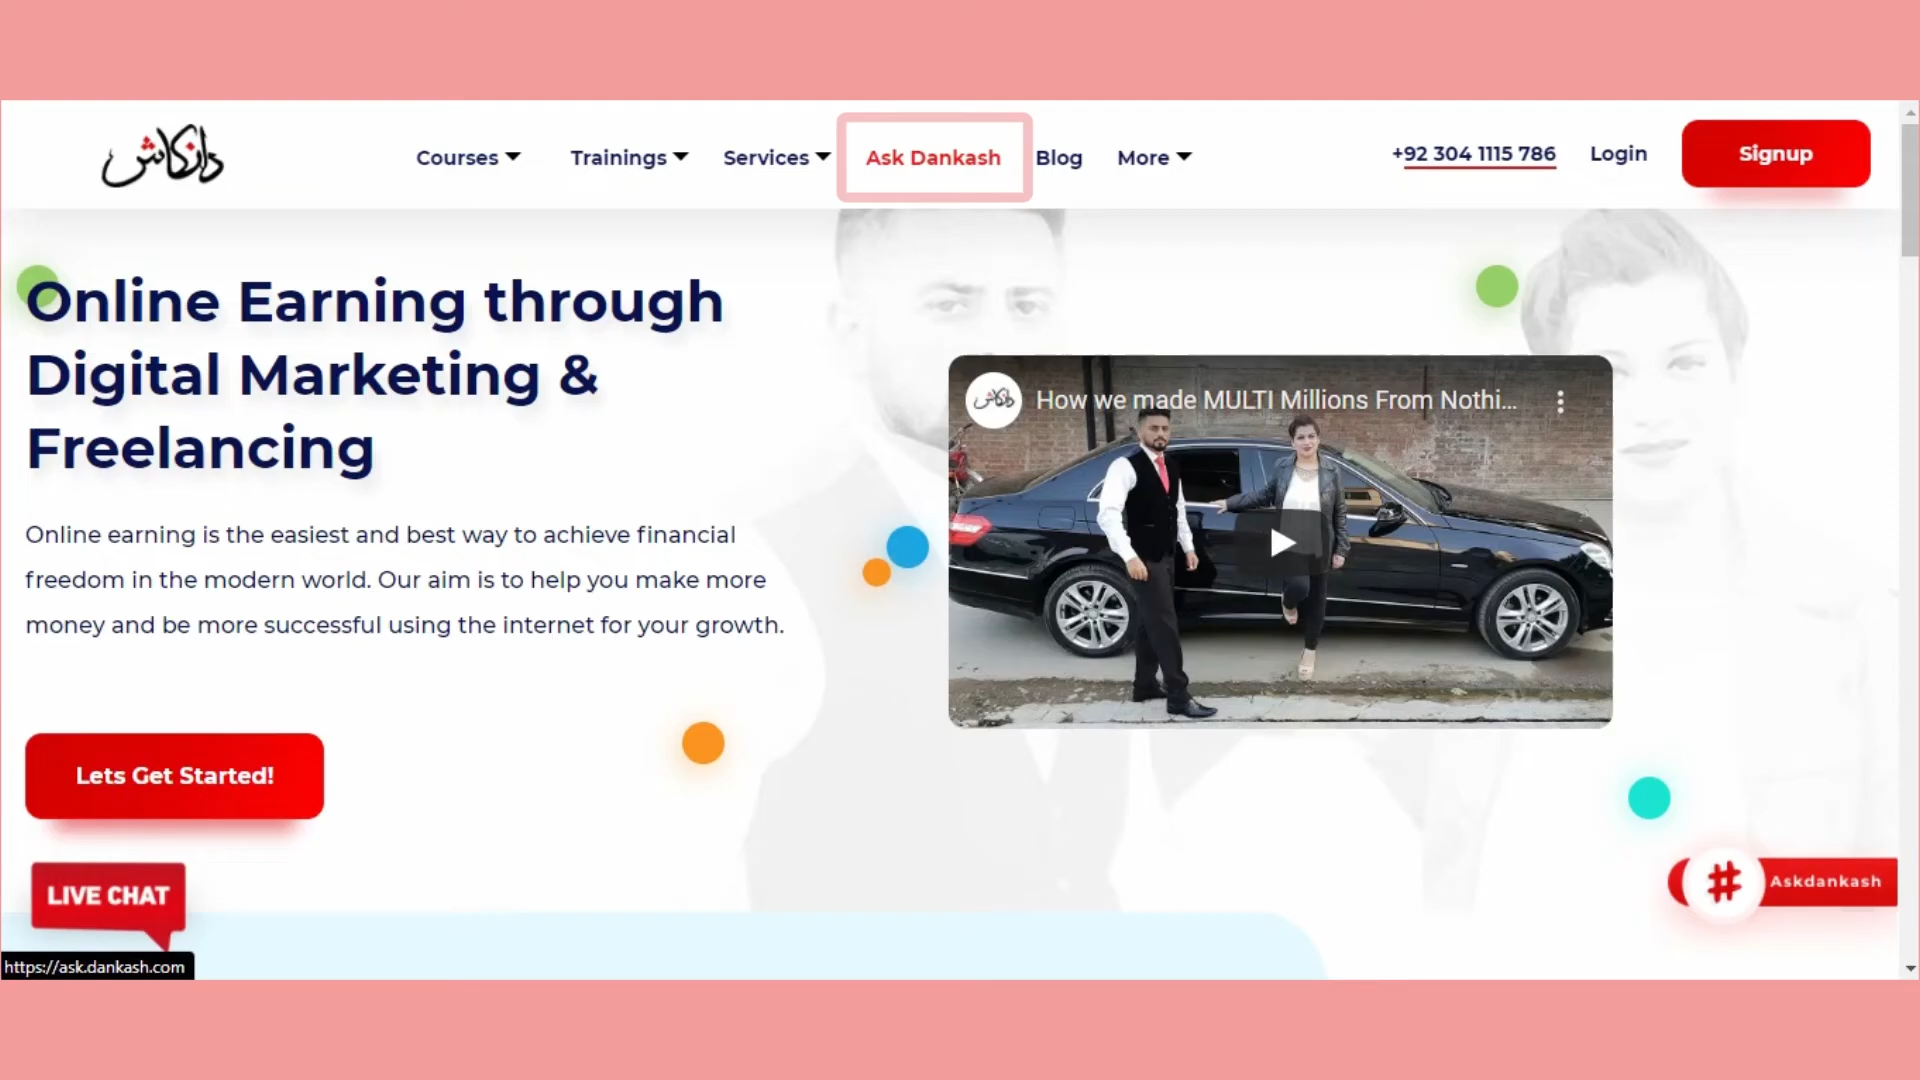 دانکاش
Courses
Trainings
Services
Ask Dankash
Blog
More
+92 304 1115 786
Login
Signup
Online Earning through
Digital Marketing &
Freelancing
Online earning is the easiest and best way to achieve financial
freedom in the modern world. Our aim is to help you make more
money and be more successful using the internet for your growth.
دانکاش
How we made MULTI Millions From Nothi...
Lets Get Started!
LIVE CHAT
# Askdankash
https://ask.dankash.com